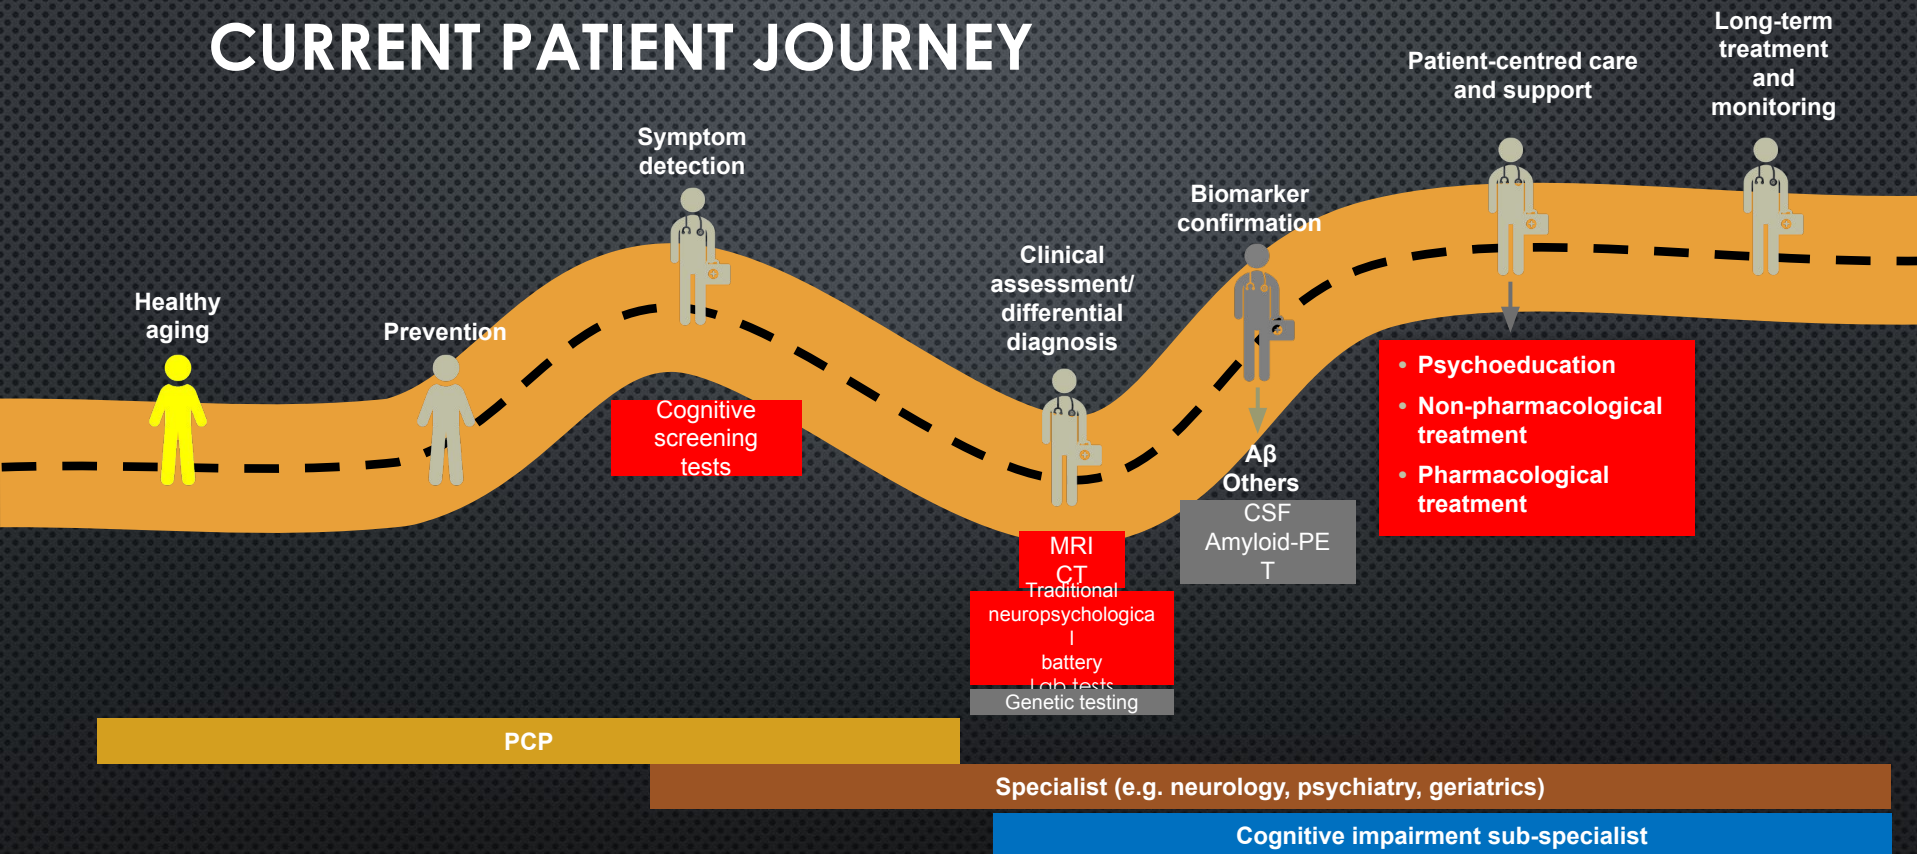 CURRENT PATIENT JOURNEY
Healthy
aging
Prevention
Symptom
detection
Cognitive
screening
tests
Clinical
assessment/
differential
diagnosis
MRI
CT
Traditional
neuropsychologica
l
battery
Lab tests
Genetic testing
Biomarker
confirmation
Aβ
Others
CSF
Amyloid-PE
T
Patient-centred care
and support
• Psychoeducation
• Non-pharmacological
treatment
• Pharmacological
treatment
Long-term
treatment
and
monitoring
PCP
Specialist (e.g. neurology, psychiatry, geriatrics)
Cognitive impairment sub-specialist